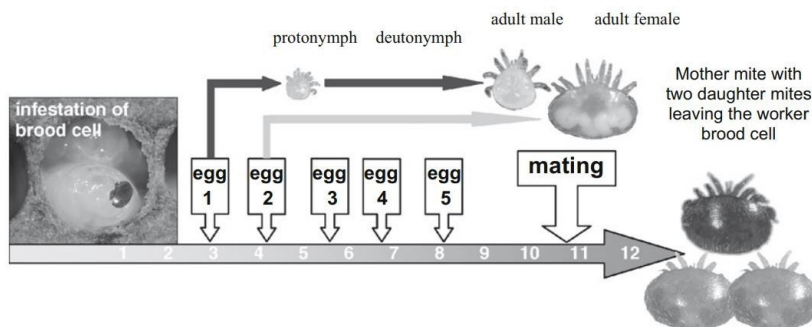 adult male
adult female
protonymph
deutonymph
Mother mite with
two daughter mites
leaving the worker
brood cell
infestation of
brood cell
egg
1
egg
2
egg
3
egg
4
egg
5
mating
1 2 3 4 5 6 7 8 9 10 11 12